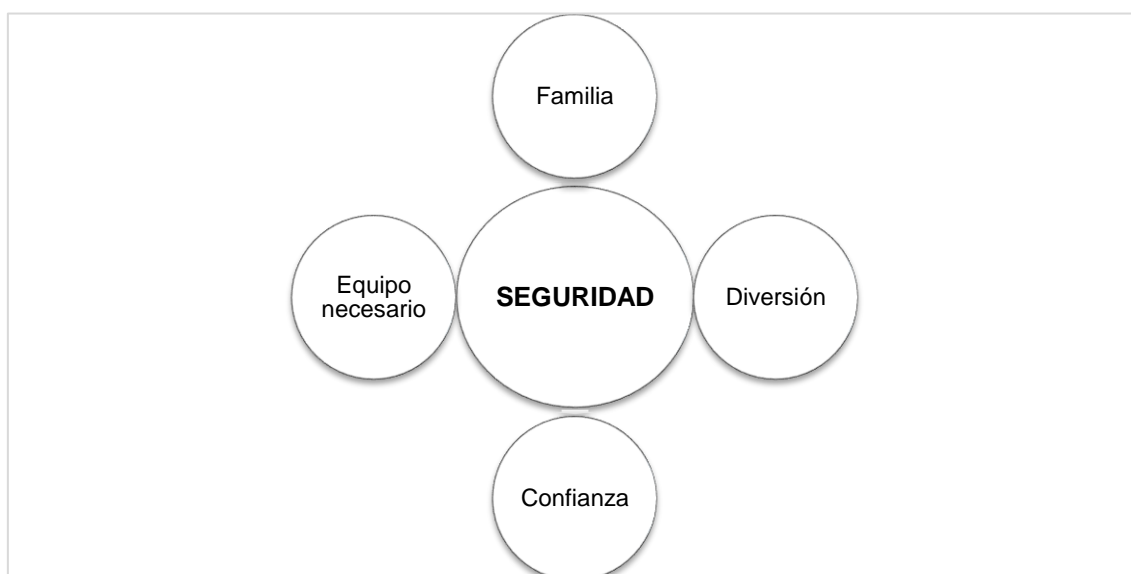 Familia
Equipo
necesario
SEGURIDAD
Diversión
Confianza